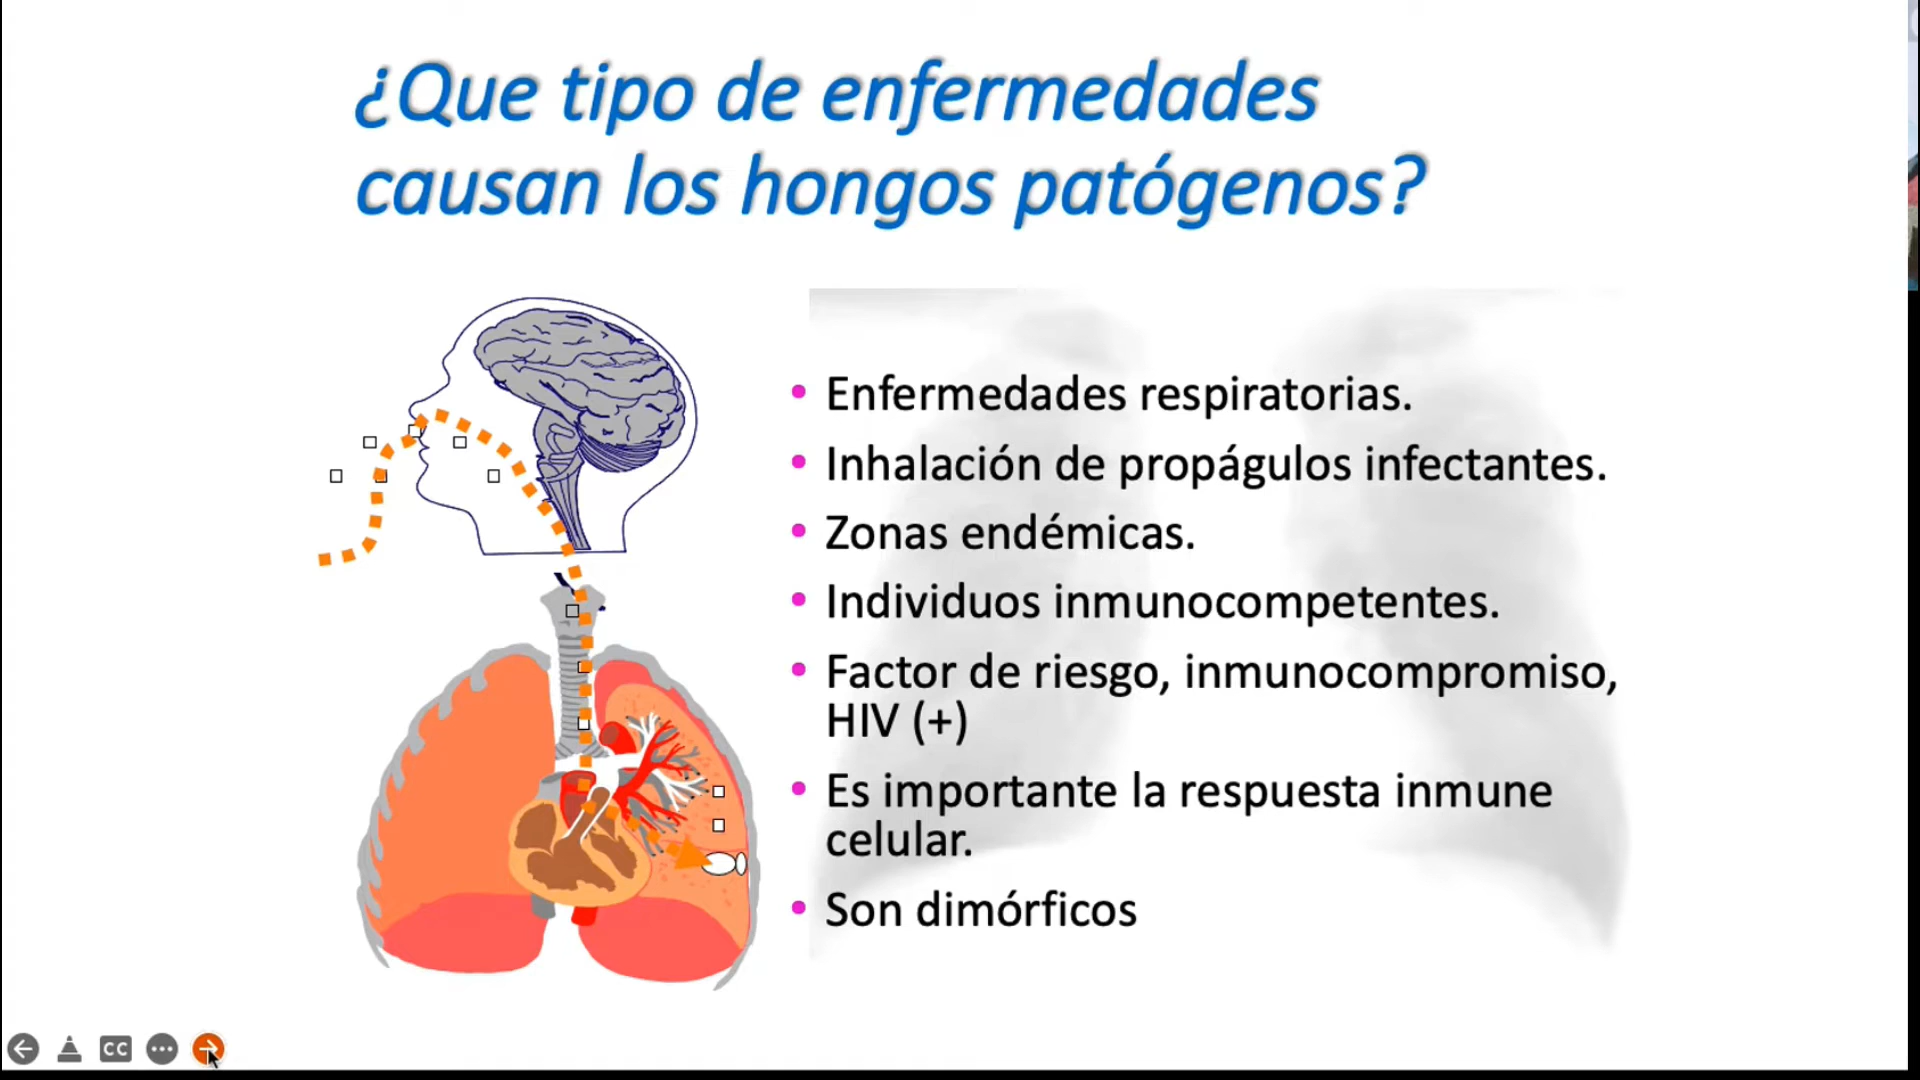 ¿Que tipo de enfermedades
causan los hongos patógenos?
• Enfermedades respiratorias.
• Inhalación de propágulos infectantes.
• Zonas endémicas.
• Individuos inmunocompetentes.
• Factor de riesgo, inmunocompromiso,
HIV (+)
• Es importante la respuesta inmune
celular.
• Son dimórficos
CC